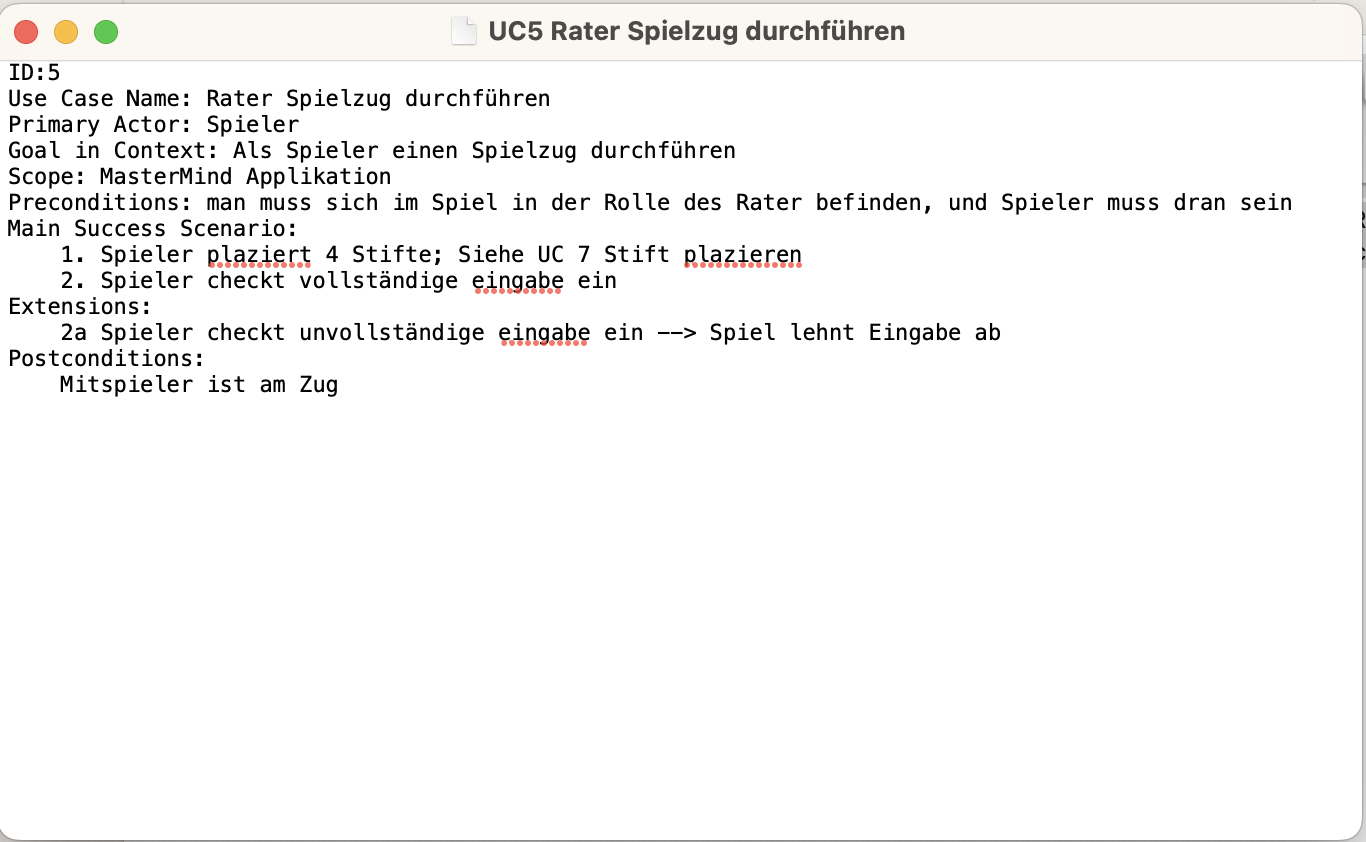 UC5 Rater Spielzug durchführen
ID:5
Use Case Name: Rater Spielzug durchführen
Primary Actor: Spieler
Goal in Context: Als Spieler einen Spielzug durchführen
Scope: MasterMind Applikation
Preconditions: man muss sich im Spiel in der Rolle des Rater befinden, und Spieler muss dran sein
Main Success Scenario:
    1. Spieler plaziert 4 Stifte; Siehe UC 7 Stift plazieren
    2. Spieler checkt vollständige eingabe ein
Extensions:
    2a Spieler checkt unvollständige eingabe ein --> Spiel lehnt Eingabe ab
Postconditions:
    Mitspieler ist am Zug